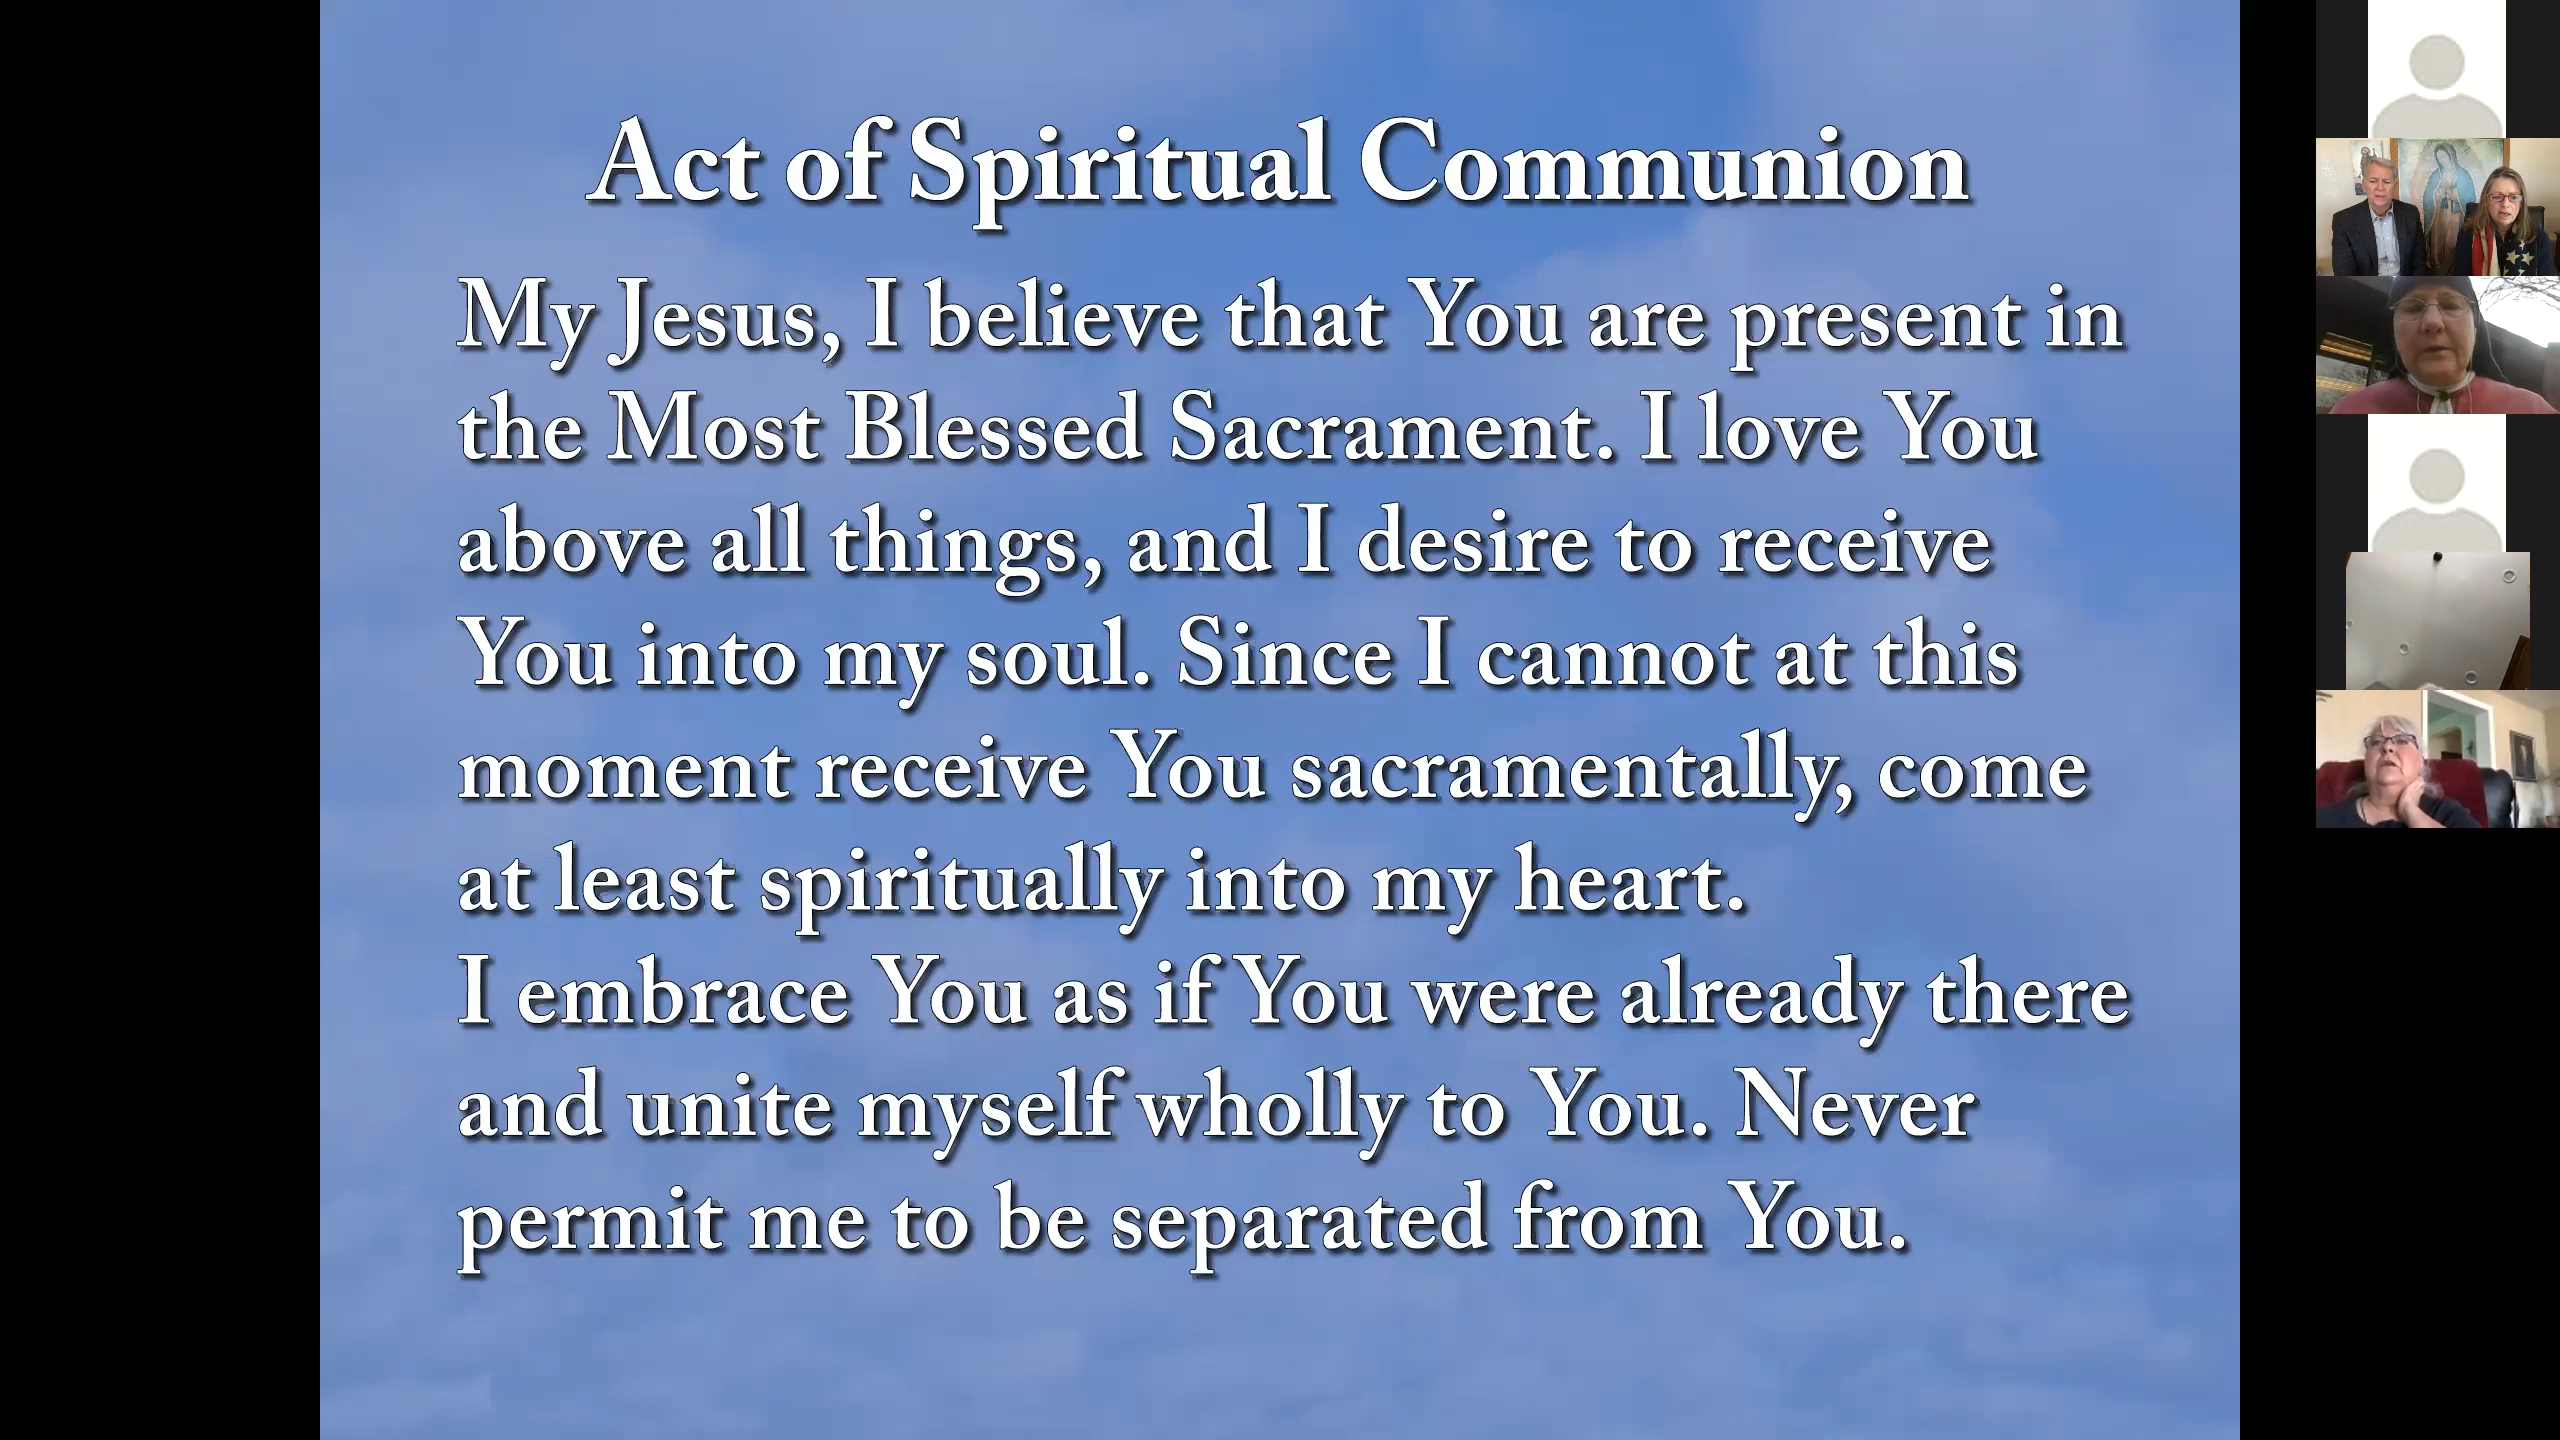 Act of Spiritual Communion
My Jesus, I believe that You are present in
the Most Blessed Sacrament. I love You
above all things, and I desire to receive
You into my soul. Since I cannot at this
moment receive You sacramentally, come
at least spiritually into my heart.
I embrace You as if You were already there
and unite myself wholly to You. Never
permit me to be separated from You.